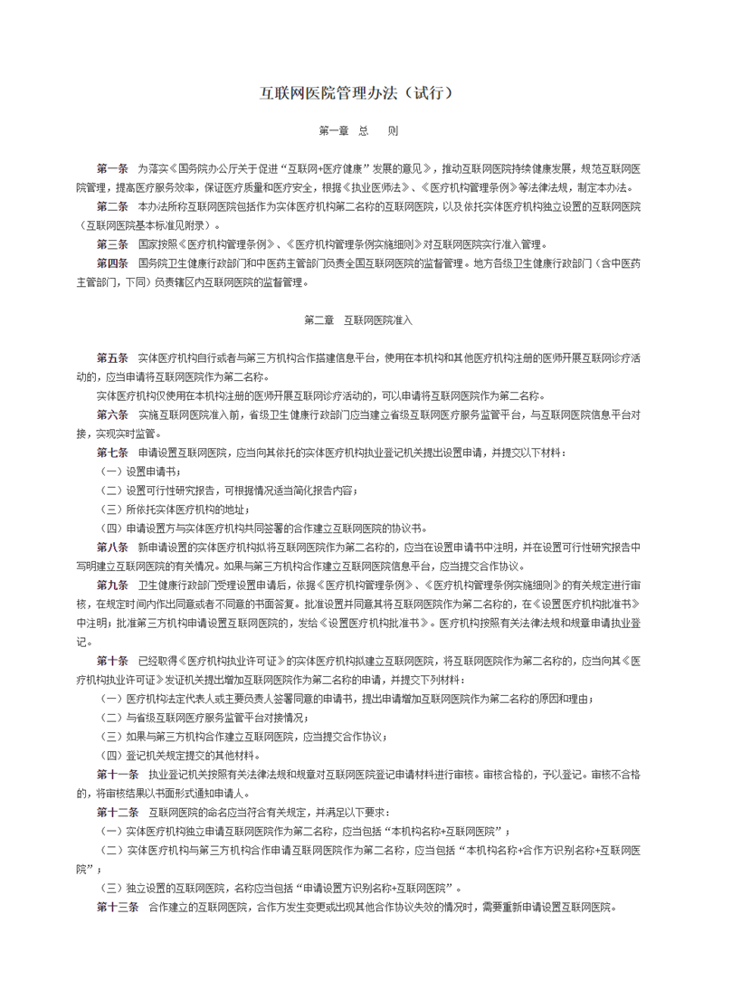 互联网医院管理办法（试行）
第一章　总　　则
第一条　为落实《国务院办公厅关于促进“互联网+医疗健康”发展的意见》，推动互联网医院持续健康发展，规范互联网医
院管理，提高医疗服务效率，保证医疗质量和医疗安全，根据《执业医师法》、《医疗机构管理条例》等法律法规，制定本办法。
第二条　本办法所称互联网医院包括作为实体医疗机构第二名称的互联网医院，以及依托实体医疗机构独立设置的互联网医院
（互联网医院基本标准见附录）。
第三条　国家按照《医疗机构管理条例》、《医疗机构管理条例实施细则》对互联网医院实行准入管理。
第四条　国务院卫生健康行政部门和中医药主管部门负责全国互联网医院的监督管理。地方各级卫生健康行政部门（含中医药
主管部门，下同）负责辖区内互联网医院的监督管理。
第二章　互联网医院准入
第五条　实体医疗机构自行或者与第三方机构合作搭建信息平台，使用在本机构和其他医疗机构注册的医师开展互联网诊疗活
动的，应当申请将互联网医院作为第二名称。
实体医疗机构仅使用在本机构注册的医师开展互联网诊疗活动的，可以申请将互联网医院作为第二名称。
第六条　实施互联网医院准入前，省级卫生健康行政部门应当建立省级互联网医疗服务监管平台，与互联网医院信息平台对
接，实现实时监管。
第七条　申请设置互联网医院，应当向其依托的实体医疗机构执业登记机关提出设置申请，并提交以下材料：
（一）设置申请书；
（二）设置可行性研究报告，可根据情况适当简化报告内容；
（三）所依托实体医疗机构的地址；
（四）申请设置方与实体医疗机构共同签署的合作建立互联网医院的协议书。
第八条　新申请设置的实体医疗机构拟将互联网医院作为第二名称的，应当在设置申请书中注明，并在设置可行性研究报告中
写明建立互联网医院的有关情况。如果与第三方机构合作建立互联网医院信息平台，应当提交合作协议。
第九条　卫生健康行政部门受理设置申请后，依据《医疗机构管理条例》、《医疗机构管理条例实施细则》的有关规定进行审
核，在规定时间内作出同意或者不同意的书面答复。批准设置并同意其将互联网医院作为第二名称的，在《设置医疗机构批准书》
中注明；批准第三方机构申请设置互联网医院的，发给《设置医疗机构批准书》。医疗机构按照有关法律法规和规章申请执业登
记。
第十条　已经取得《医疗机构执业许可证》的实体医疗机构拟建立互联网医院，将互联网医院作为第二名称的，应当向其《医
疗机构执业许可证》发证机关提出增加互联网医院作为第二名称的申请，并提交下列材料：
（一）医疗机构法定代表人或主要负责人签署同意的申请书，提出申请增加互联网医院作为第二名称的原因和理由；
（二）与省级互联网医疗服务监管平台对接情况；
（三）如果与第三方机构合作建立互联网医院，应当提交合作协议；
（四）登记机关规定提交的其他材料。
第十一条　执业登记机关按照有关法律法规和规章对互联网医院登记申请材料进行审核。审核合格的，予以登记。审核不合格
的，将审核结果以书面形式通知申请人。
第十二条　互联网医院的命名应当符合有关规定，并满足以下要求：
（一）实体医疗机构独立申请互联网医院作为第二名称，应当包括“本机构名称+互联网医院”；
（二）实体医疗机构与第三方机构合作申请互联网医院作为第二名称，应当包括“本机构名称+合作方识别名称+互联网医
院”；
（三）独立设置的互联网医院，名称应当包括“申请设置方识别名称+互联网医院”。
第十三条　合作建立的互联网医院，合作方发生变更或出现其他合作协议失效的情况时，需要重新申请设置互联网医院。